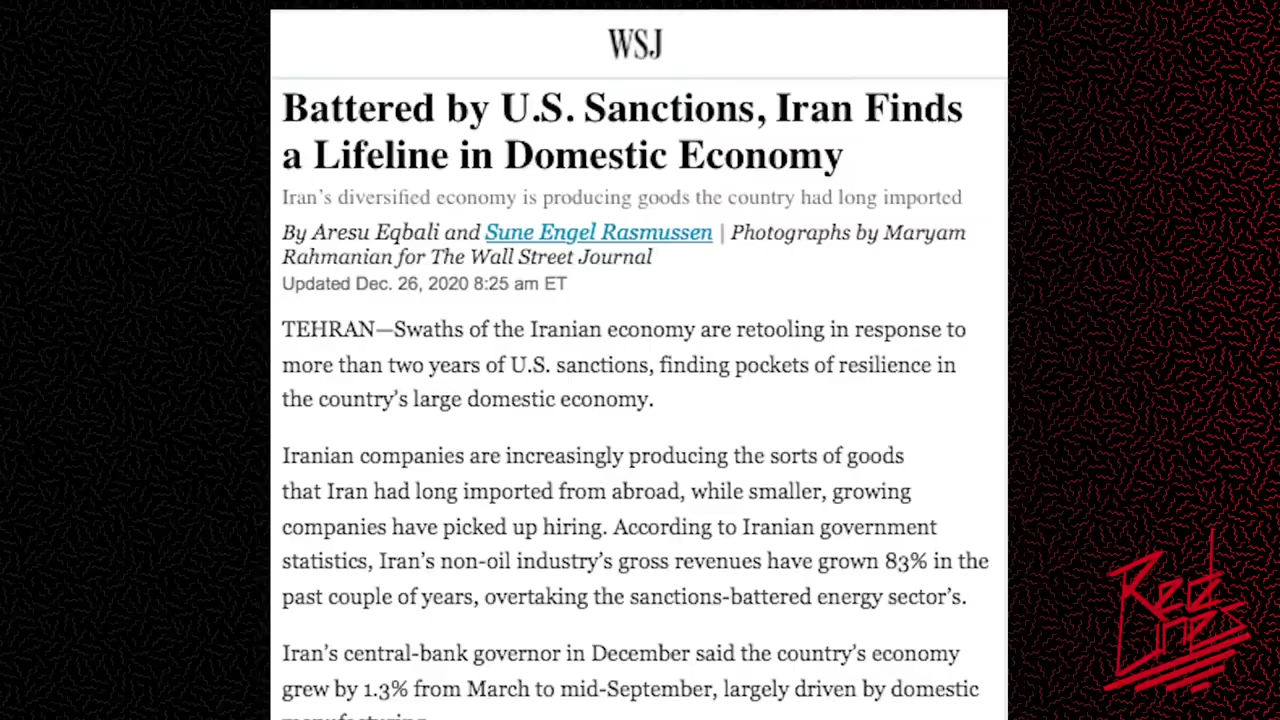 WSJ
Battered by U.S. Sanctions, Iran Finds
a Lifeline in Domestic Economy
Iran's diversified economy is producing goods the country had long imported
By Aresu Eqbali and Sune Engel Rasmussen | Photographs by Maryam
Rahmanian for The Wall Street Journal
Updated Dec. 26, 2020 8:25 am ET
TEHRAN—Swaths of the Iranian economy are retooling in response to
more than two years of U.S. sanctions, finding pockets of resilience in
the country's large domestic economy.
Iranian companies are increasingly producing the sorts of goods
that Iran had long imported from abroad, while smaller, growing
companies have picked up hiring. According to Iranian government
statistics, Iran's non-oil industry's gross revenues have grown 83% in the
past couple of years, overtaking the sanctions-battered energy sector's.
Iran's central-bank governor in December said the country's economy
grew by 1.3% from March to mid-September, largely driven by domestic
Red
Lines